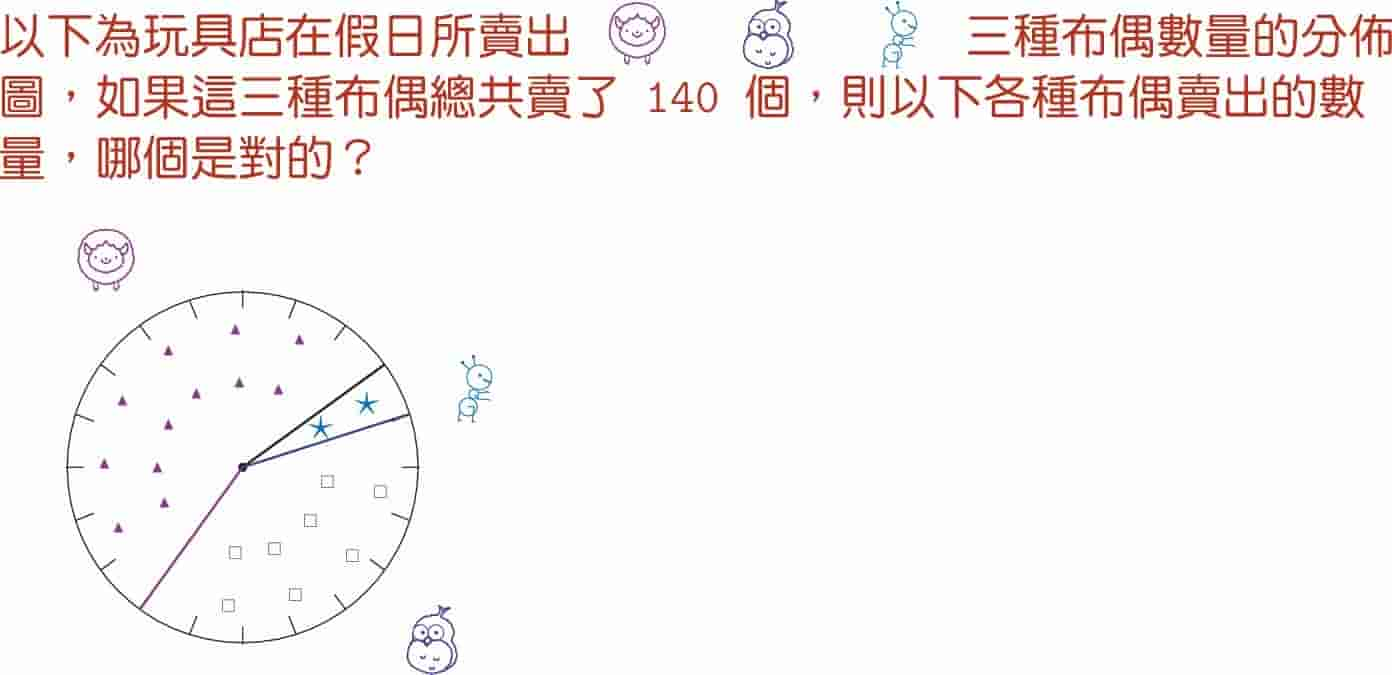 以下為玩具店在假日所賣出 三種布偶數量的分佈
圖，如果這三種布偶總共賣了 140 個，則以下各種布偶賣出的數
量，哪個是對的？